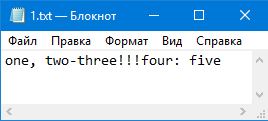 1.txt — Блокнот
Файл Правка Формат Вид Справка
one, two-three!!!four: five